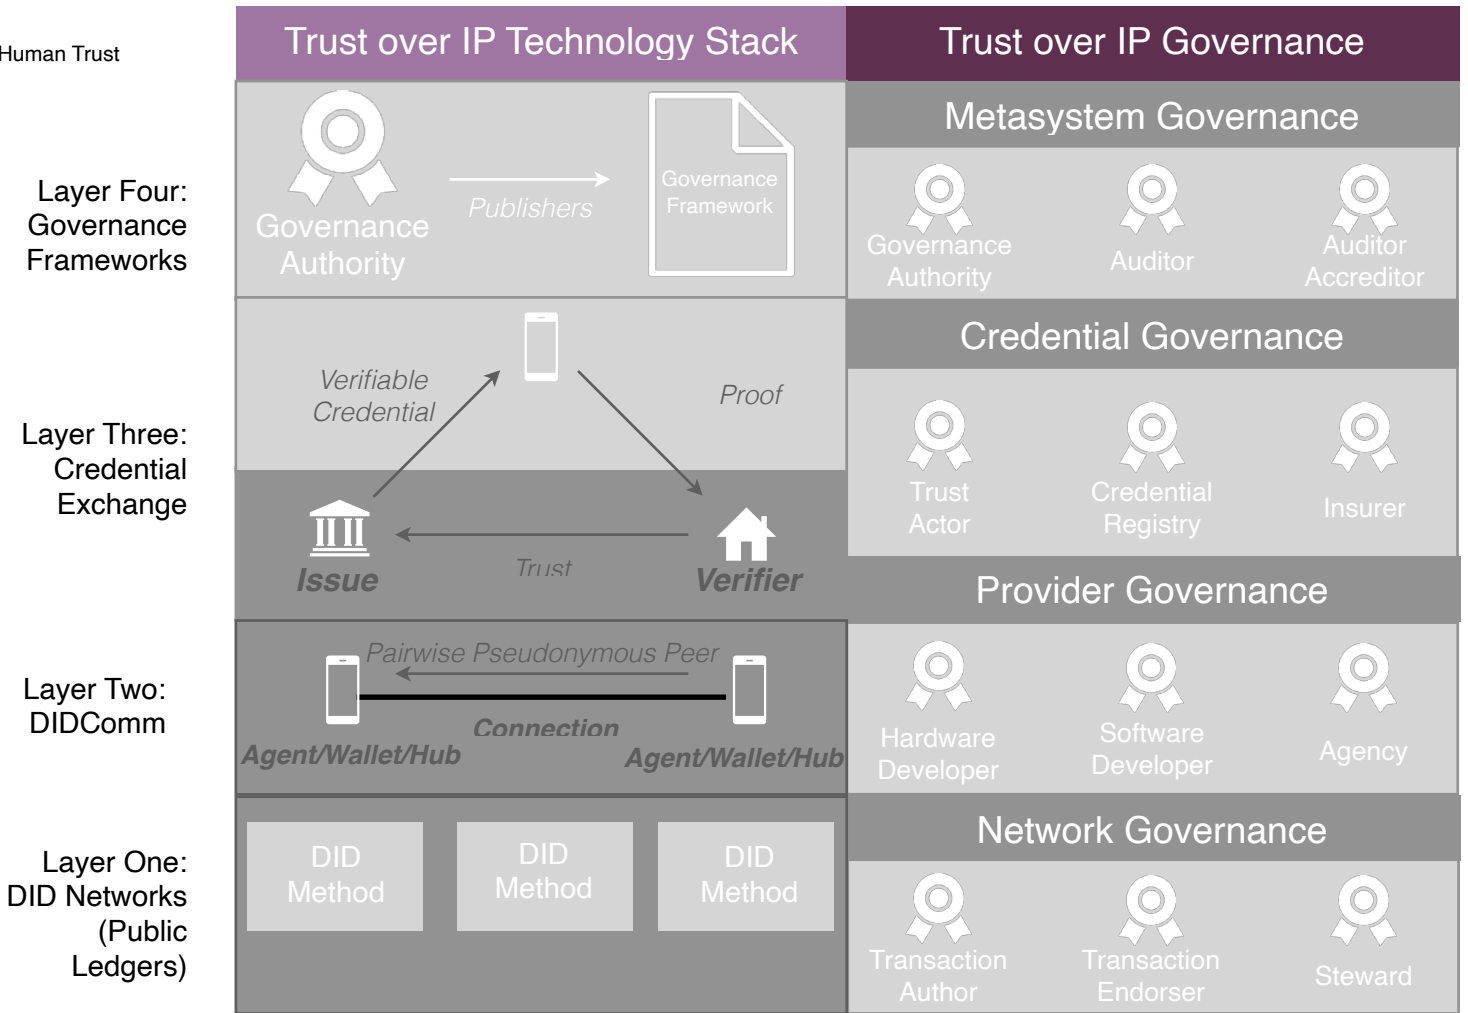 Human Trust
Trust over IP Technology Stack
Trust over IP Governance
Layer Four:
Governance
Frameworks
Governance
Authority
Publishers
Governance
Framework
Metasystem Governance
Governance
Authority
Auditor
Auditor
Accreditor
Layer Three:
Credential
Exchange
Verifiable
Credential
Proof
Issue
Trust
Verifier
Credential Governance
Trust
Actor
Credential
Registry
Insurer
Layer Two:
DIDComm
Pairwise Pseudonymous Peer
Connection
Agent/Wallet/Hub
Agent/Wallet/Hub
Provider Governance
Hardware
Developer
Software
Developer
Agency
Layer One:
DID Networks
(Public
Ledgers)
DID
Method
DID
Method
DID
Method
Network Governance
Transaction
Author
Transaction
Endorser
Steward